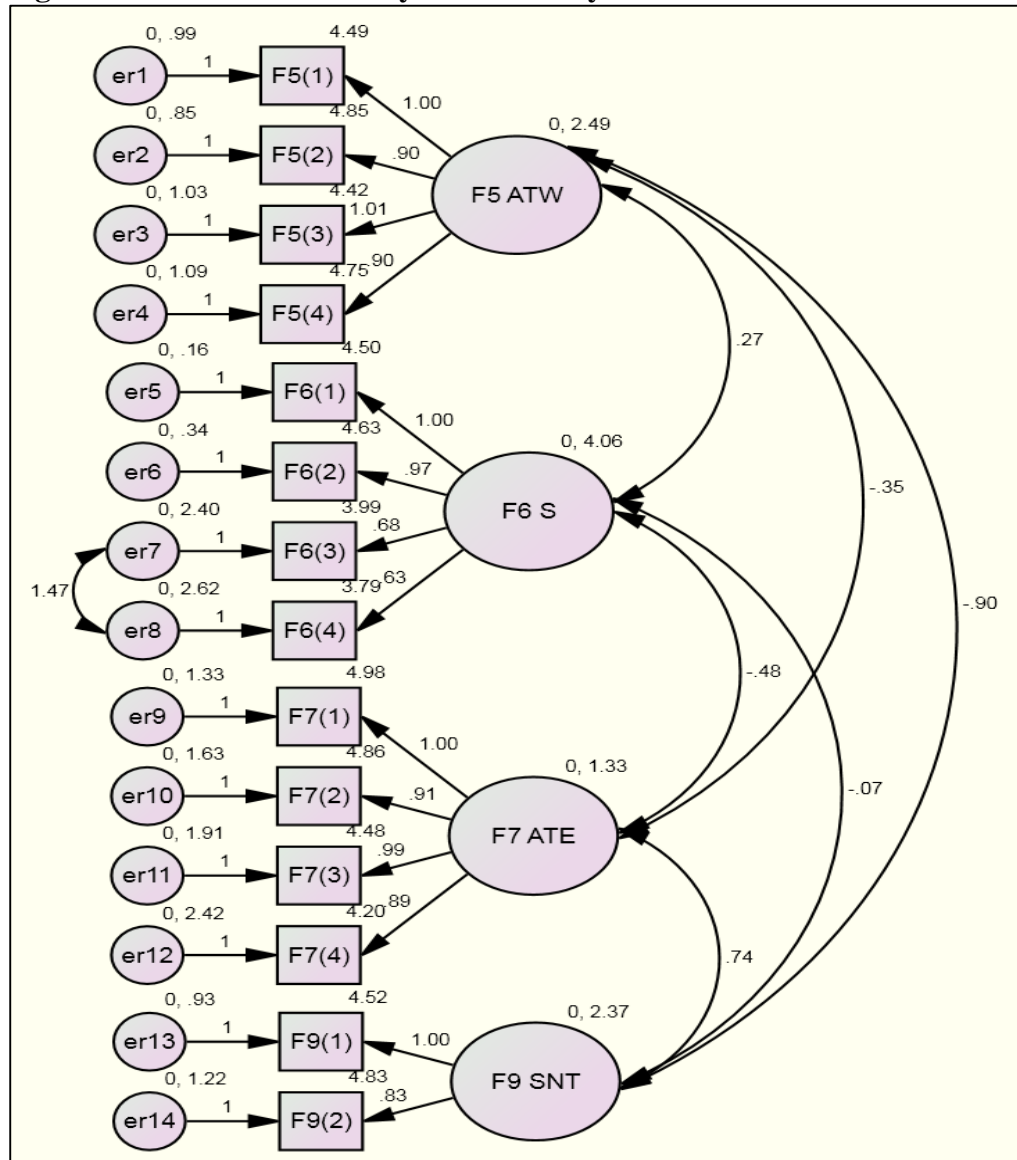 0, .99
4.49
er1
1
F5(1)
1.00
0, .85
4.85
er2
1
F5(2)
.90
0, 2.49
F5 ATW
0, 1.03
4.42
er3
1
F5(3)
1.01
0, 1.09
4.75
.90
er4
1
F5(4)
.27
0, .16
4.50
er5
1
F6(1)
1.00
0, .34
4.63
er6
1
F6(2)
.97
0, 4.06
F6 S
-.35
0, 2.40
3.99
er7
1
F6(3)
.68
1.47
0, 2.62
3.79
.63
er8
1
F6(4)
-.90
-.48
0, 1.33
4.98
er9
1
F7(1)
1.00
0, 1.63
4.86
er10
1
F7(2)
.91
0, 1.33
F7 ATE
-.07
0, 1.91
4.48
er11
1
F7(3)
.99
0, 2.42
4.20
.89
er12
1
F7(4)
.74
0, .93
4.52
er13
1
F9(1)
1.00
0, 2.37
F9 SNT
0, 1.22
4.83
er14
1
F9(2)
.83